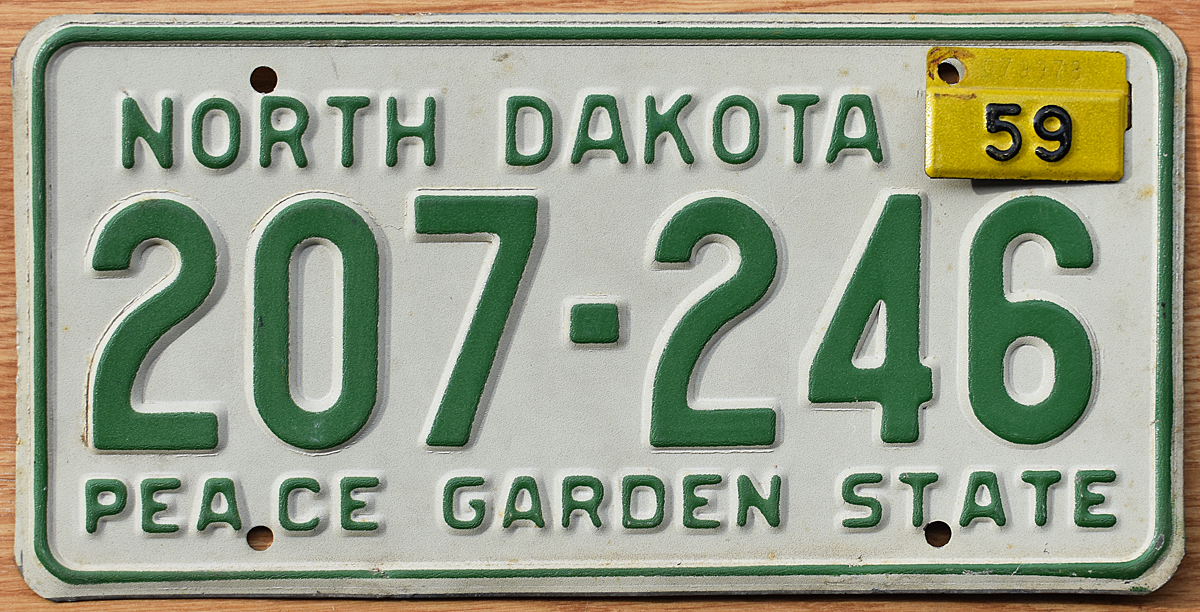 NORTH DAKOTA
59
207-246
PEACE GARDEN STATE